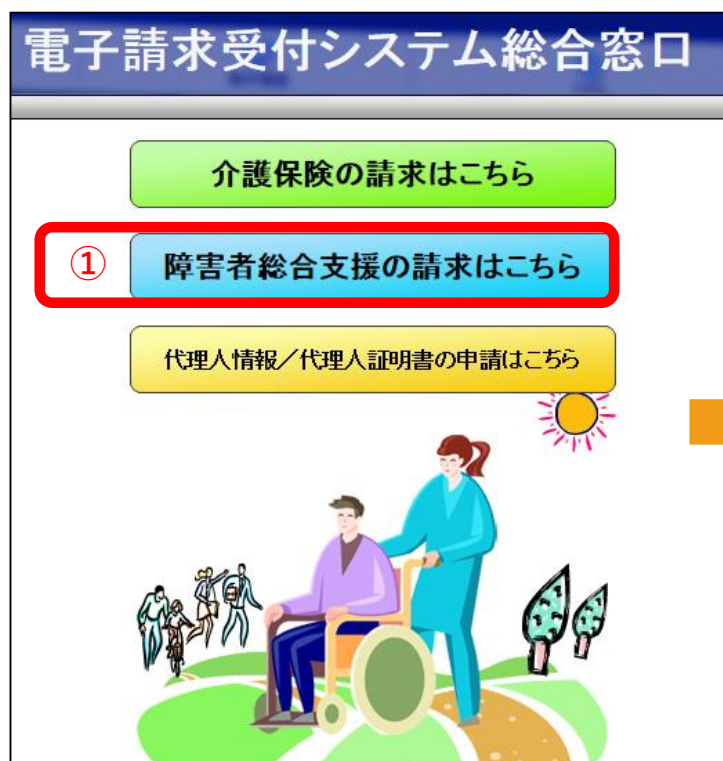 電子請求受付システム総合窓口
介護保険の請求はこちら
① 障害者総合支援の請求はこちら
代理人情報／代理人証明書の申請はこちら